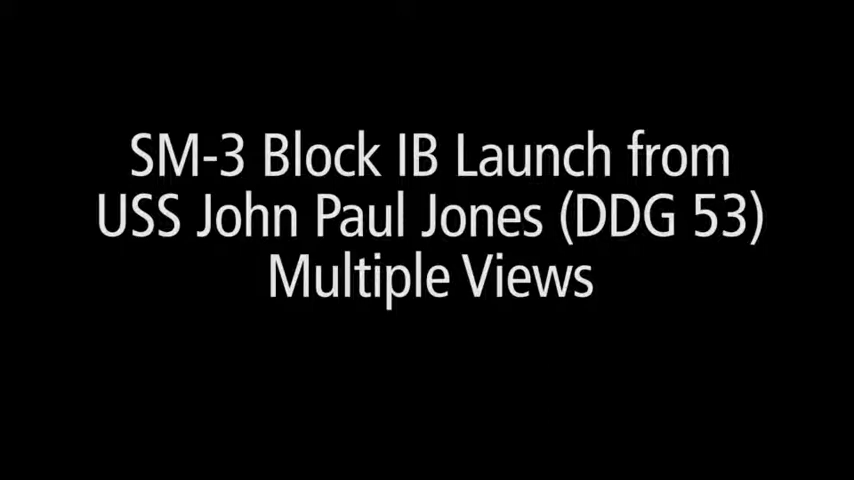 SM-3 Block IB Launch from
USS John Paul Jones (DDG 53)
Multiple Views